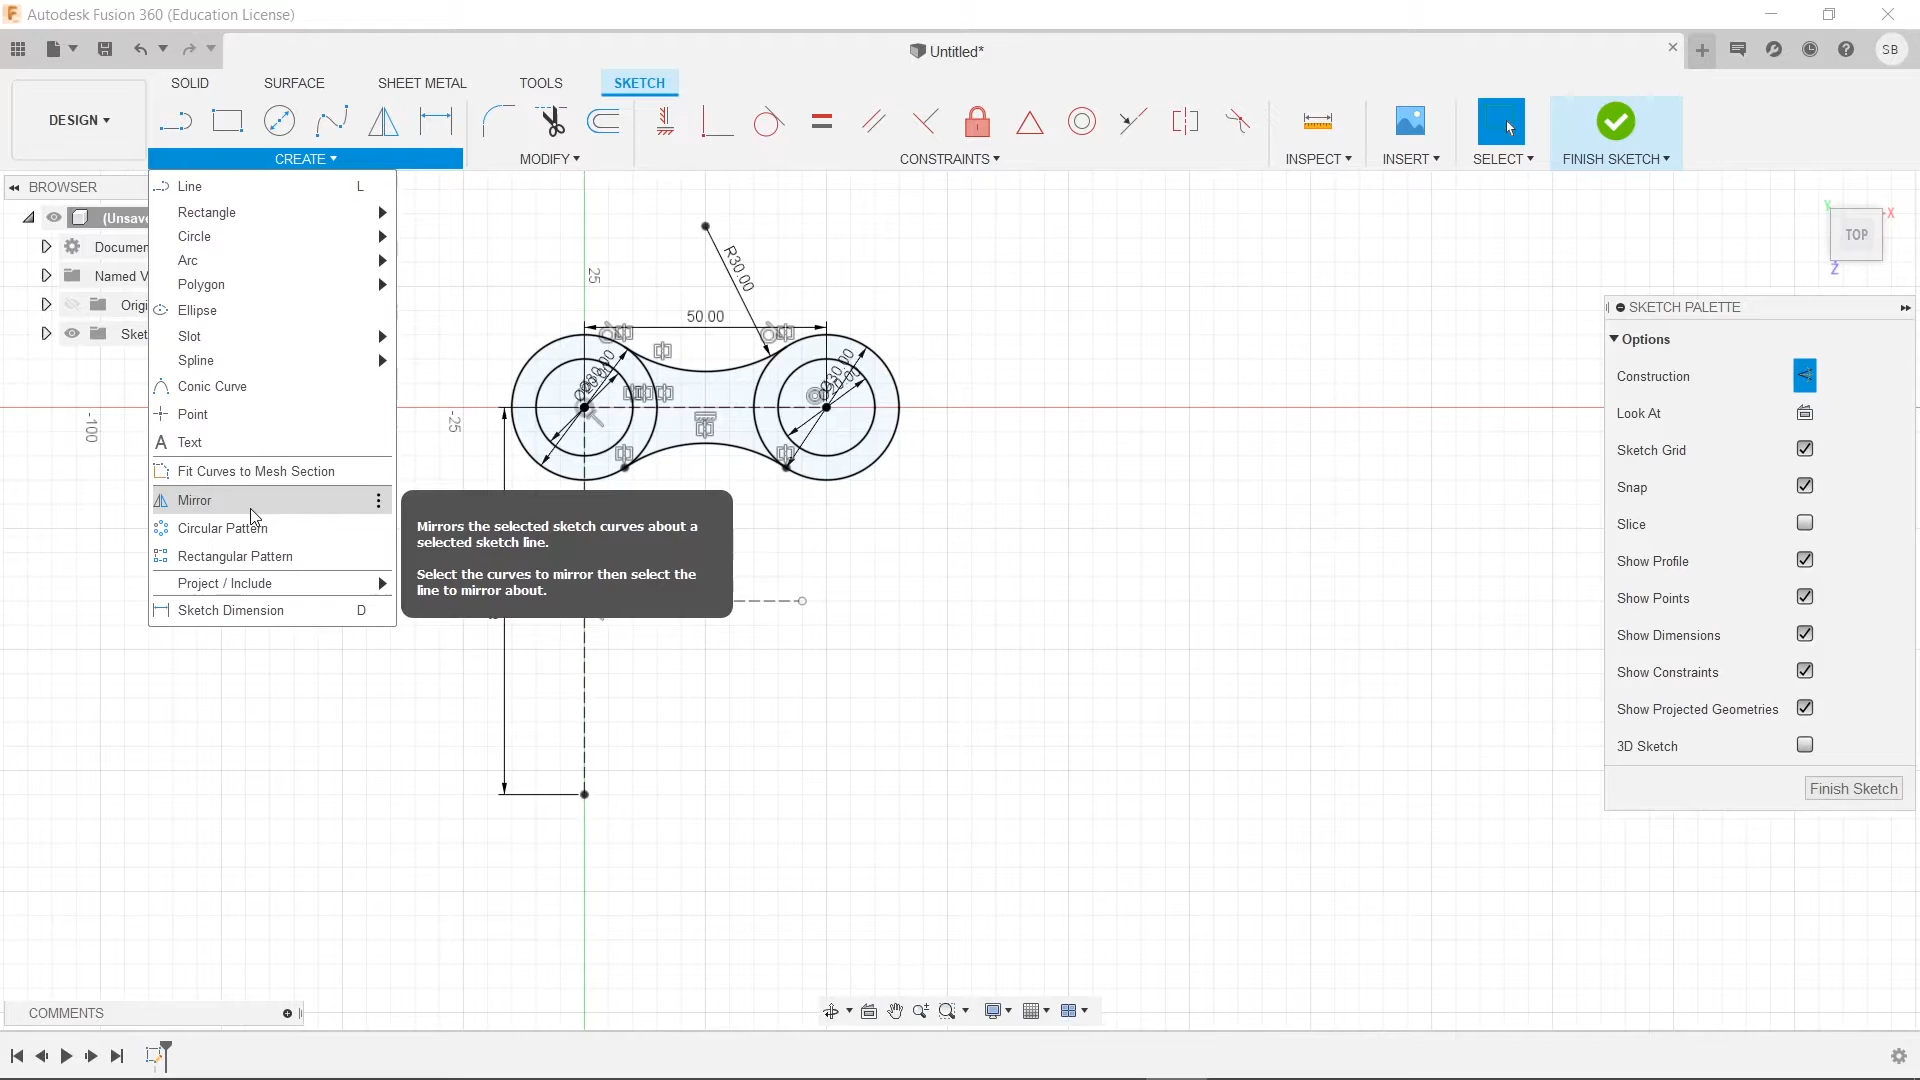 Autodesk Fusion 360 (Education License)
Untitled*
SB
SOLID
SURFACE
SHEET METAL
TOOLS
SKETCH
DESIGN
CREATE
MODIFY
CONSTRAINTS
INSPECT
INSERT
SELECT
FINISH SKETCH
BROWSER
(Unsav
Documen
Named V
Origi
Sket
Line L
Rectangle
Circle
Arc
Polygon
Ellipse
Slot
Spline
Conic Curve
Point
Text
Fit Curves to Mesh Section
Mirror
Circular Pattern
Rectangular Pattern
Project / Include
Sketch Dimension D
Mirrors the selected sketch curves about a
selected sketch line.
Select the curves to mirror then select the
line to mirror about.
-100
-25
25
R30.00
50.00
TOP
X
Y
Z
SKETCH PALETTE
Options
Construction
Look At
Sketch Grid
Snap
Slice
Show Profile
Show Points
Show Dimensions
Show Constraints
Show Projected Geometries
3D Sketch
Finish Sketch
COMMENTS